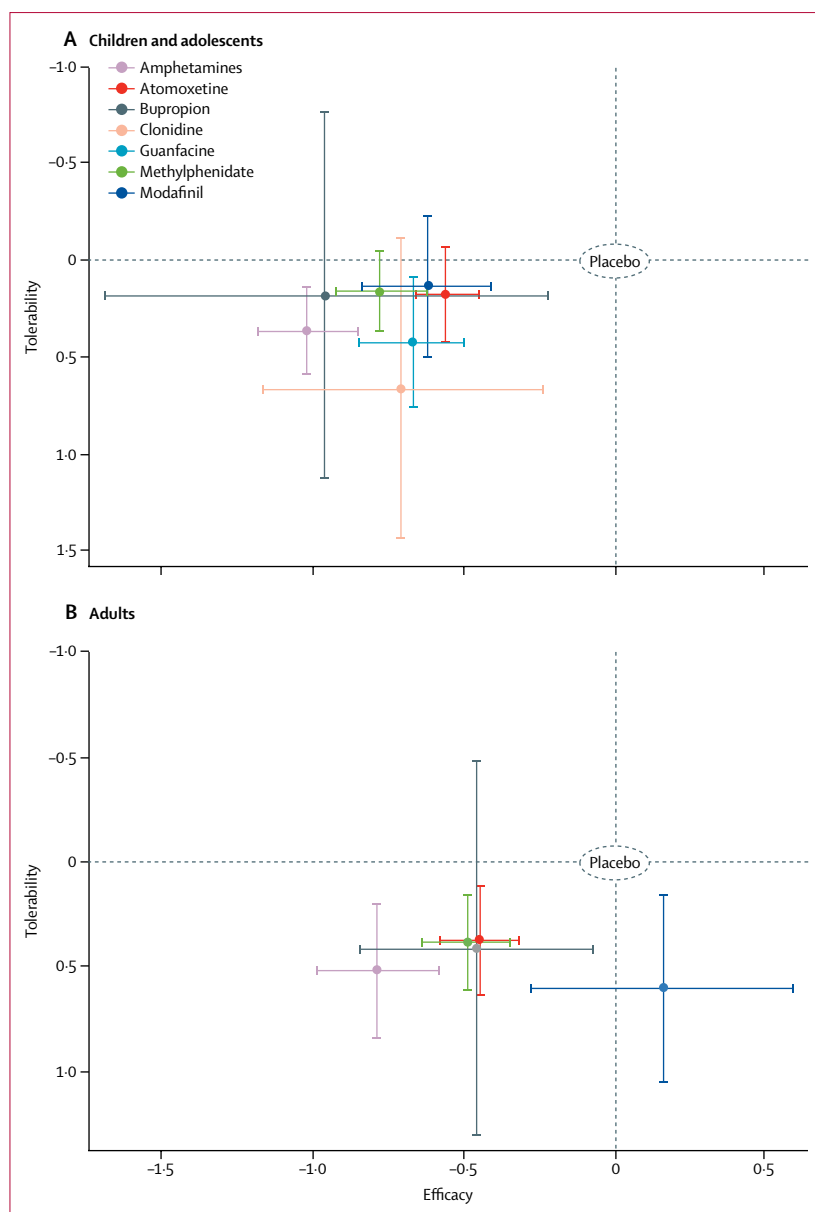 A Children and adolescents
Amphetamines
Atomoxetine
Bupropion
Clonidine
Guanfacine
Methylphenidate
Modafinil
–1·0
–0·5
0
0·5
1·0
1·5
Tolerability
Placebo
B Adults
–1·0
–0·5
0
0·5
1·0
Tolerability
Placebo
–1·5
–1·0
–0·5
0
0·5
Efficacy